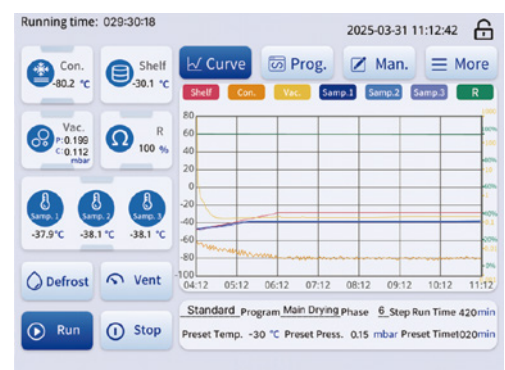 Running time: 029:30:18
2025-03-31 11:12:42
Con.
-80.2 °C
Shelf
-30.1 °C
Curve
Prog.
Man.
More
Shelf
Con.
Vac.
Samp.1
Samp.2
Samp.3
R
Vac.
P:0.199
C:0.112
mbar
R
100 %
Samp. 1
Samp. 2
Samp. 3
-37.9°C
-38.1 °C
-38.1 °C
80
60
40
20
0
-20
-40
-60
-80
-100
04:12
05:12
06:12
07:12
08:12
09:12
10:12
11:12
Defrost
Vent
Run
Stop
Standard Program Main Drying Phase 6 Step Run Time 420min
Preset Temp. -30 °C Preset Press. 0.15 mbar Preset Time1020min